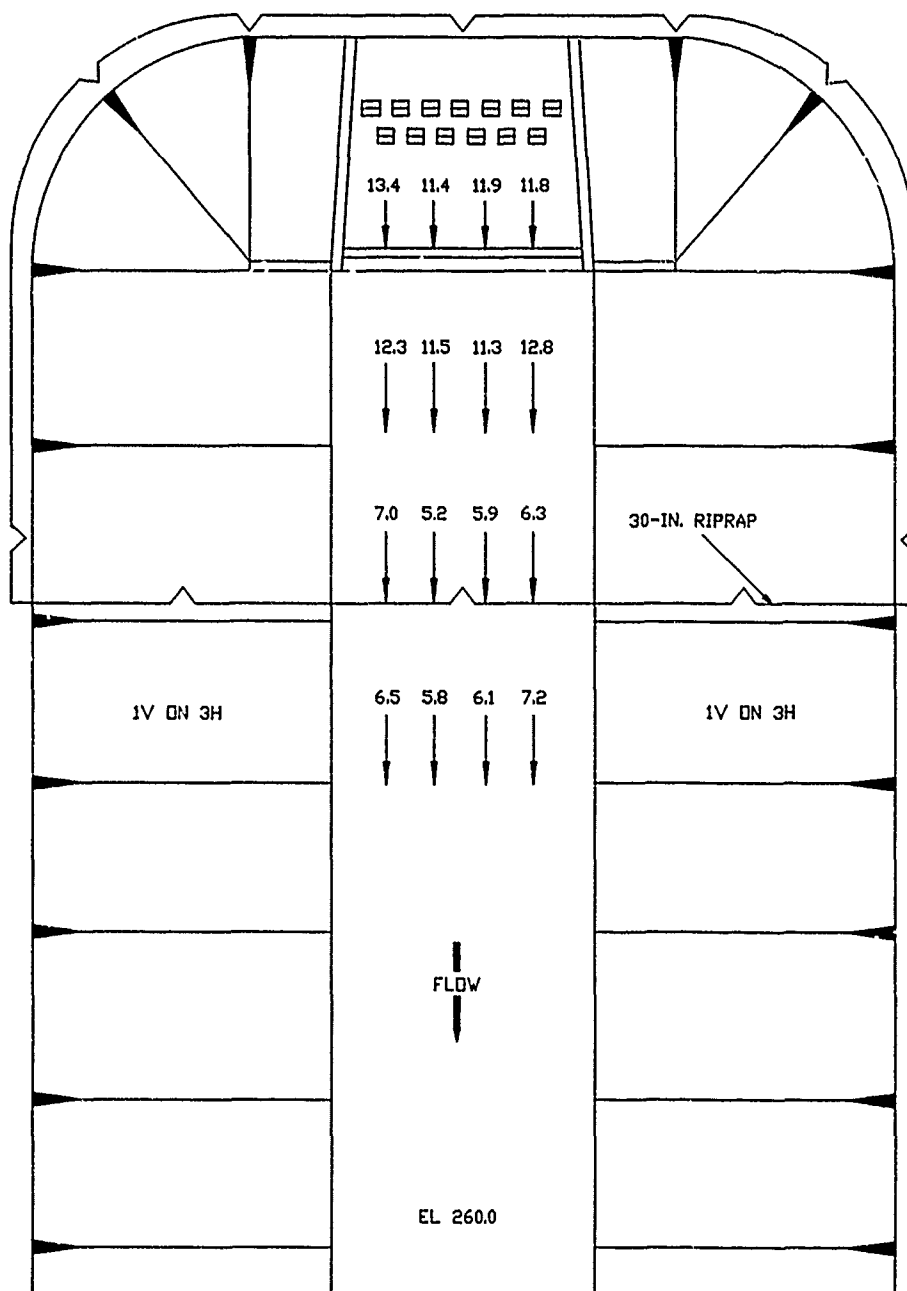 13.4 11.4 11.9 11.8
12.3 11.5 11.3 12.8
7.0 5.2 5.9 6.3
30-IN. RIPRAP
6.5 5.8 6.1 7.2
1V ON 3H
1V ON 3H
FLOW
EL 260.0